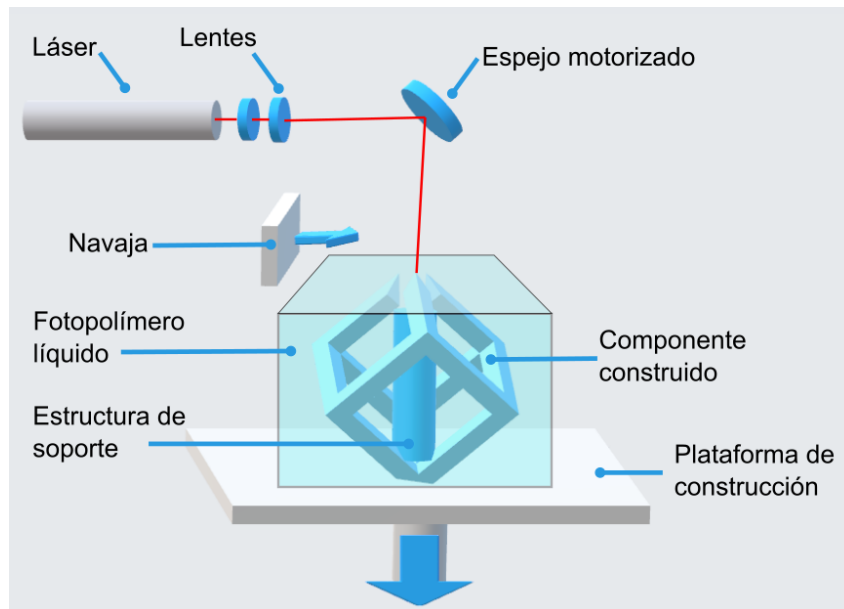 Láser
Lentes
Espejo motorizado
Navaja
Fotopolímero
líquido
Componente
construido
Estructura de
soporte
Plataforma de
construcción